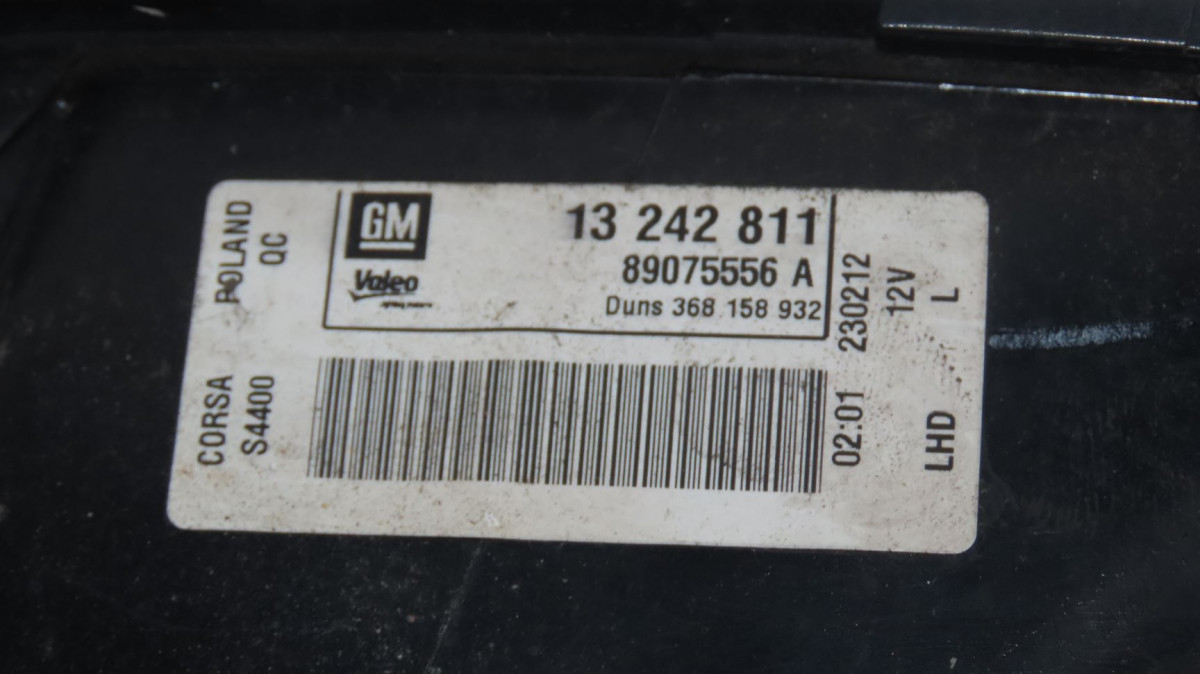 POLAND
QC
GM
Valeo
13 242 811
89075556 A
Duns 368 158 932
CORSA
S4400
02:01 230212
12V
LHD L